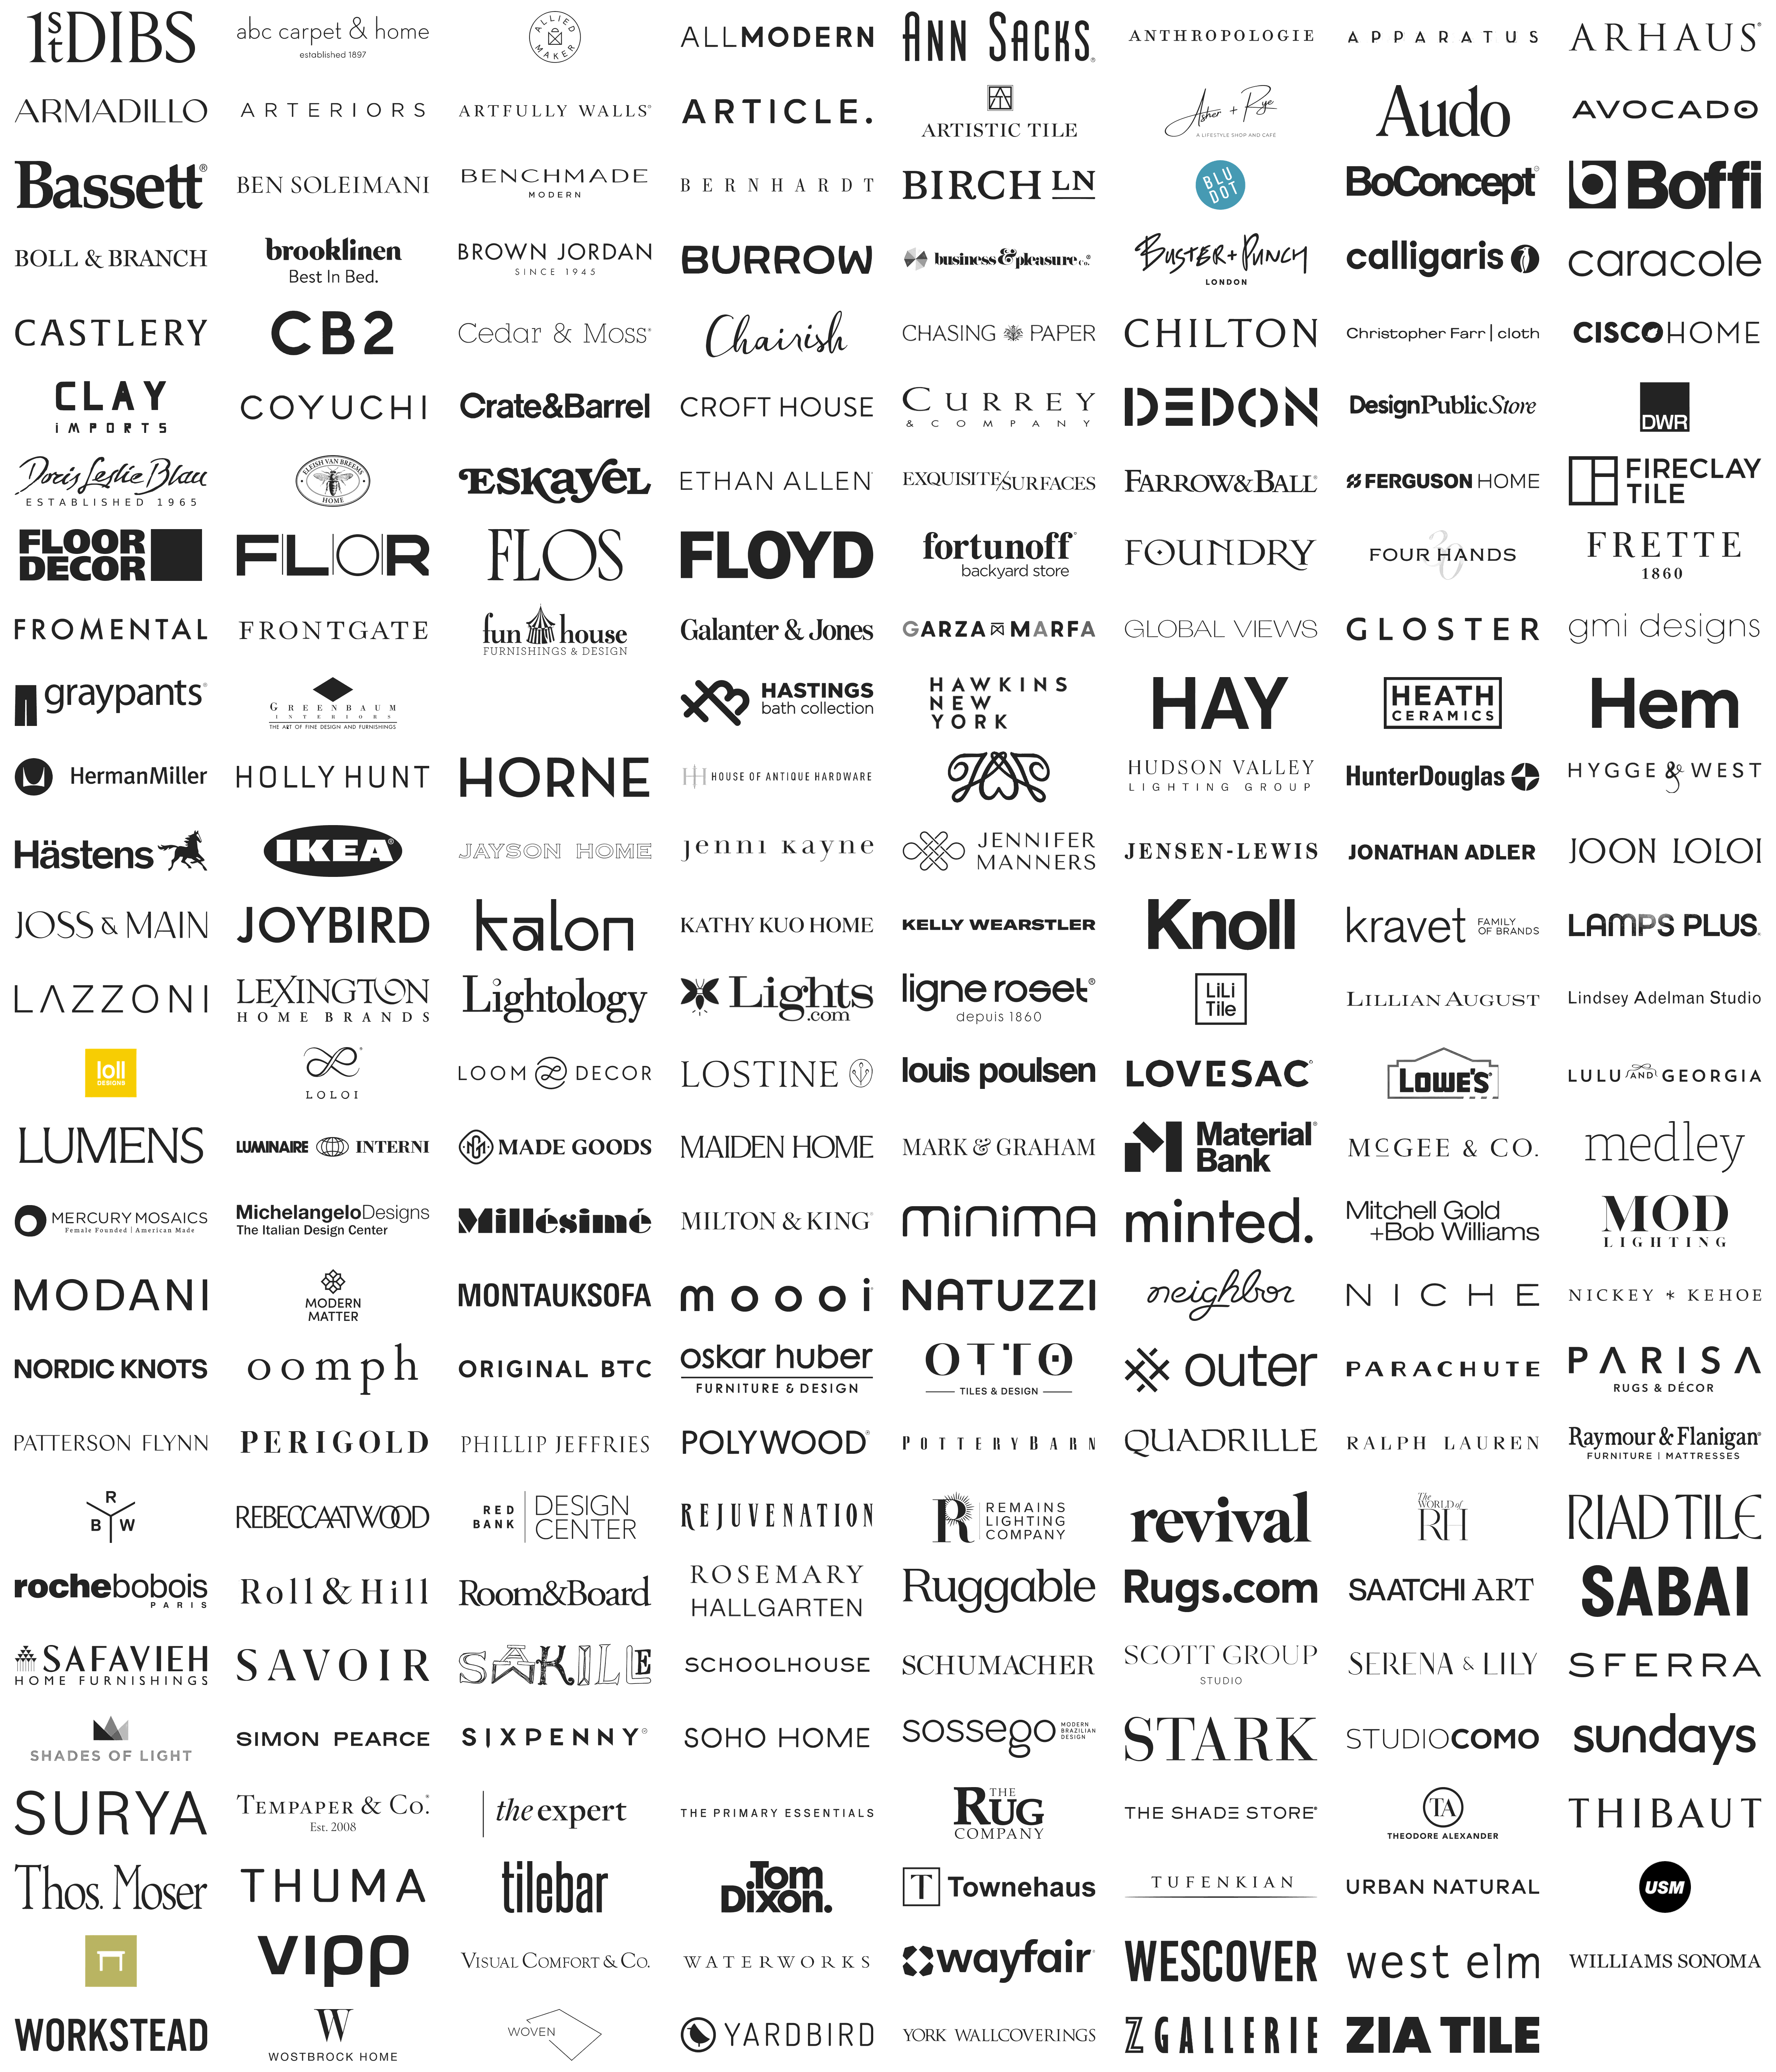 1stDIBS
abc carpet & home
established 1897
ALLIED MAKER
ALLMODERN
ANN SACKS®
ANTHROPOLOGIE
APPARATUS
ARHAUS®
ARMADILLO
ARTERIORS
ARTFULLY WALLS®
ARTICLE.
ARTISTIC TILE
Asher + Rye
A LIFESTYLE SHOP AND CAFÉ
Audo
AVOCADO
Bassett®
BEN SOLEIMANI
BENCHMADE
MODERN
BERNHARDT
BIRCH LN
BLU
DOT
BoConcept®
Boffi
BOLL & BRANCH
brooklinen
Best In Bed.
BROWN JORDAN
SINCE 1945
BURROW
business & pleasure Co.®
BUSTER + PUNCH
LONDON
calligaris
caracole
CASTLERY
CB2
Cedar & Moss®
Chairish
CHASING PAPER
CHILTON
Christopher Farr | cloth
CISCO HOME
CLAY
iMPORTS
COYUCHI
Crate&Barrel
CROFT HOUSE
CURREY
& COMPANY
DEDON
DesignPublicStore
DWR
Doris Leslie Blau
ESTABLISHED 1965
ELEISH VAN BREEMS
HOME
ESKayeL
ETHAN ALLEN
EXQUISITE/SURFACES
FARROW&BALL®
FERGUSON HOME
FIRECLAY
TILE
FLOOR
DECOR
FLOR
FLOS
FLOYD
fortunoff®
backyard store
FOUNDRY
30
FOUR HANDS
FRETTE
1860
FROMENTAL
FRONTGATE
fun house
FURNISHINGS & DESIGN
Galanter & Jones
GARZA MARFA
GLOBAL VIEWS
GLOSTER
gmi designs
graypants®
GREENBAUM
INTERIORS
THE ART OF FINE DESIGN AND FURNISHINGS
HASTINGS
bath collection
HAWKINS
NEW
YORK
HAY
HEATH
CERAMICS
Hem
HermanMiller
HOLLY HUNT
HORNE
HH HOUSE OF ANTIQUE HARDWARE
HUDSON VALLEY
LIGHTING GROUP
HunterDouglas
HYGGE & WEST
Hästens
IKEA®
JAYSON HOME
jenni kayne
JENNIFER
MANNERS
JENSEN-LEWIS
JONATHAN ADLER
JOON LOLOI
JOSS & MAIN
JOYBIRD
kalon
KATHY KUO HOME
KELLY WEARSTLER
Knoll
kravet FAMILY
OF BRANDS
LAMPS PLUS
LAZZONI
LEXINGTON
HOME BRANDS
Lightology
Lights
.com
ligne roset®
depuis 1860
LiLi
Tile
LILLIAN AUGUST
Lindsey Adelman Studio
loll
DESIGNS
LOLOI
LOOM DECOR
LOSTINE
louis poulsen
LOVESAC
LOWE'S
LULU AND GEORGIA
LUMENS
LUMINAIRE INTERNI
MADE GOODS
MAIDEN HOME
MARK & GRAHAM
Material
Bank
McGEE & CO.
medley
MERCURY MOSAICS
Female Founded | American Made
MichelangeloDesigns
The Italian Design Center
Millésimé
MILTON & KING®
MINIMA
minted.
Mitchell Gold
+Bob Williams
MOD
LIGHTING
MODANI
MODERN
MATTER
MONTAUKSOFA
moooi
NATUZZI
neighbor
NICHE
NICKEY * KEHOE
NORDIC KNOTS
oomph
ORIGINAL BTC
oskar huber
FURNITURE & DESIGN
OTTO
TILES & DESIGN
outer
PARACHUTE
PARISA
RUGS & DÉCOR
PATTERSON FLYNN
PERIGOLD
PHILLIP JEFFRIES
POLYWOOD®
POTTERY BARN
QUADRILLE
RALPH LAUREN
Raymour & Flanigan®
FURNITURE | MATTRESSES
R
B W
REBECCAATWOOD
RED
BANK
DESIGN
CENTER
REJUVENATION
R
REMAINS
LIGHTING
COMPANY
revival
The
WORLD of
RH
RIAD TILE
rochebobois
PARIS
Roll & Hill
Room&Board
ROSEMARY
HALLGARTEN
Ruggable
Rugs.com
SAATCHI ART
SABAI
SAFAVIEH
HOME FURNISHINGS
SAVOIR
SAWKILLE
SCHOOLHOUSE
SCHUMACHER
SCOTT GROUP
STUDIO
SERENA & LILY
SFERRA
SHADES OF LIGHT
SIMON PEARCE
SIXPENNY
SOHO HOME
sossego MODERN
BRAZILIAN
DESIGN
STARK
STUDIOCOMO
sundays
SURYA
TEMPAPER & CO.®
Est. 2008
the expert
THE PRIMARY ESSENTIALS
THE
RUG
COMPANY
THE SHADE STORE®
TA
THEODORE ALEXANDER
THIBAUT
Thos. Moser
THUMA
tilebar
Tom
Dixon.
T Townehaus
TUFENKIAN
URBAN NATURAL
USM
vipp
VISUAL COMFORT & CO.
WATERWORKS
wayfair
WESCOVER
west elm
WILLIAMS SONOMA
WORKSTEAD
W
WOSTBROCK HOME
WOVEN
YARDBIRD
YORK WALLCOVERINGS
Z GALLERIE
ZIA TILE